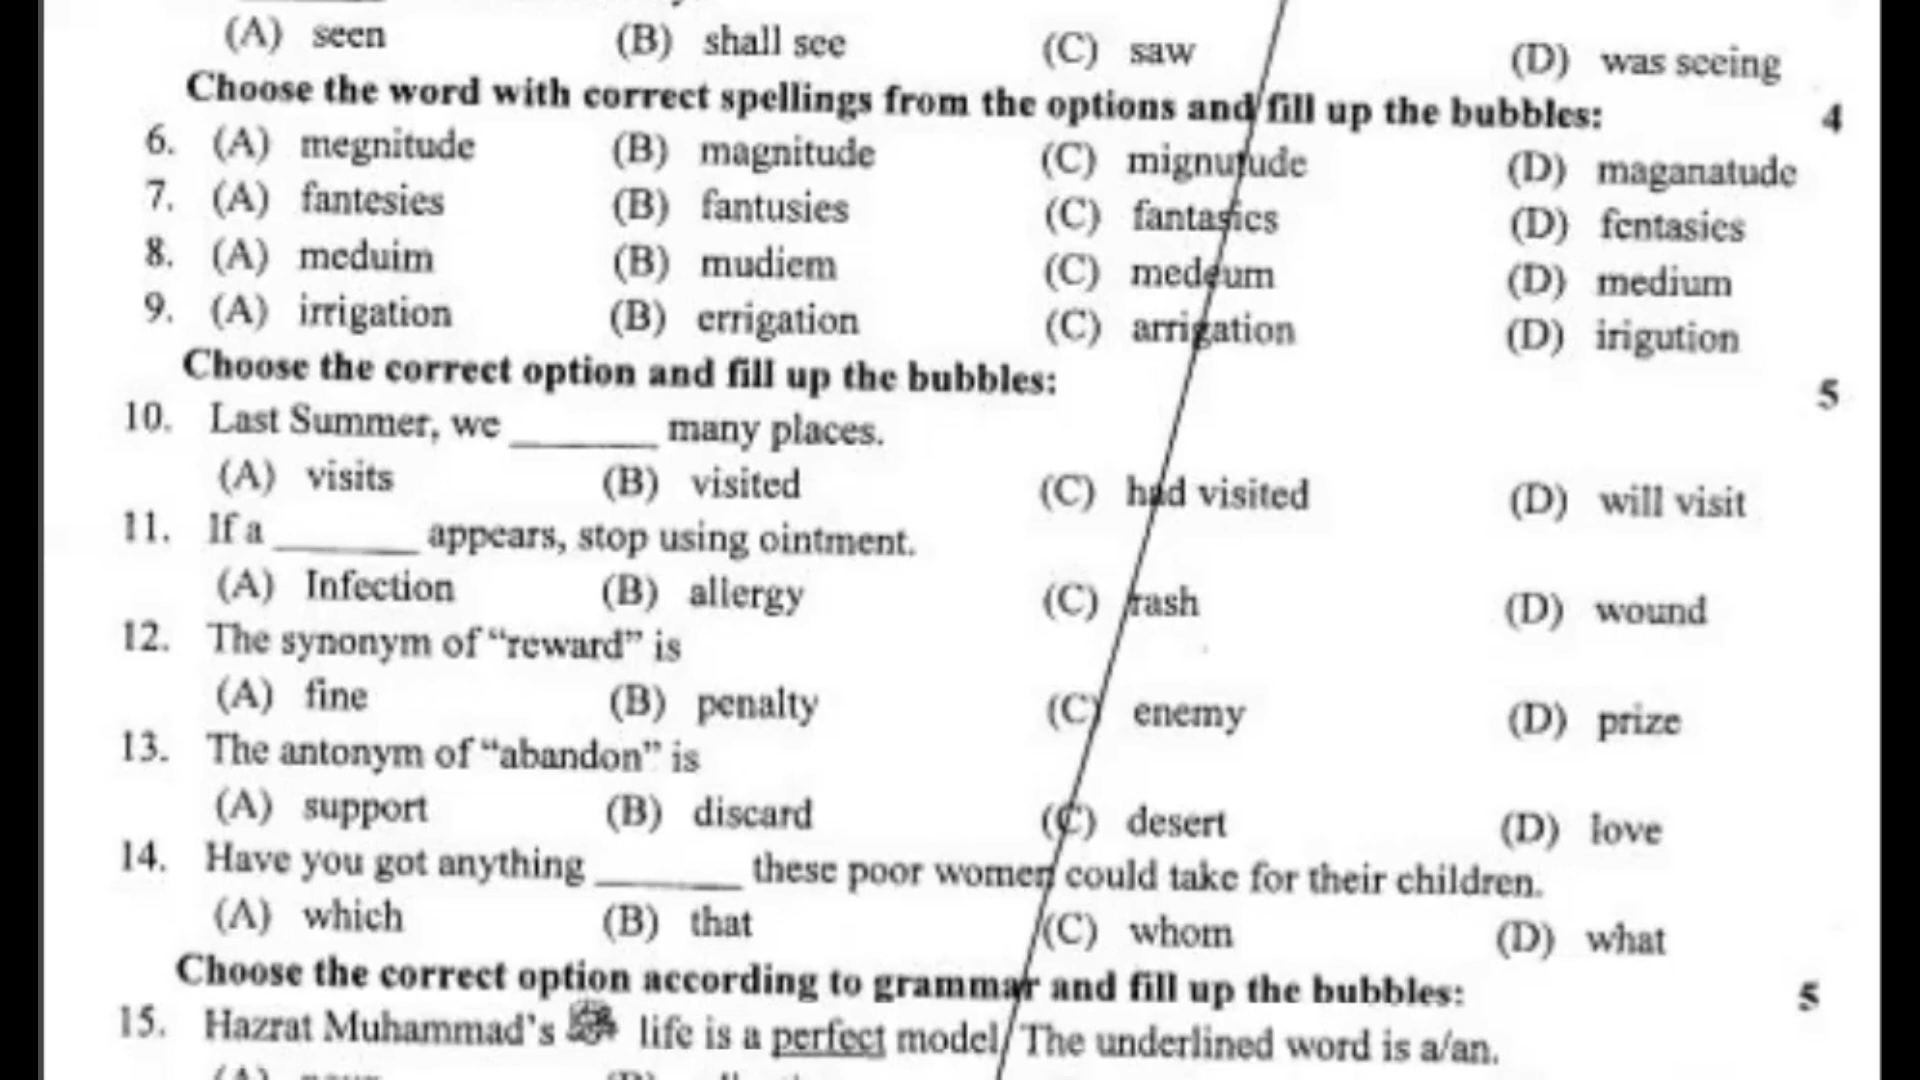 (A) seen (B) shall see (C) saw (D) was seeing
Choose the word with correct spellings from the options and fill up the bubbles: 4
6. (A) megnitude (B) magnitude (C) mignutude (D) maganatude
7. (A) fantesies (B) fantusies (C) fantasies (D) fentasies
8. (A) meduim (B) mudiem (C) medeum (D) medium
9. (A) irrigation (B) errigation (C) arrigation (D) irigution
Choose the correct option and fill up the bubbles: 5
10. Last Summer, we _______ many places.
(A) visits (B) visited (C) had visited (D) will visit
11. If a _______ appears, stop using ointment.
(A) Infection (B) allergy (C) rash (D) wound
12. The synonym of “reward” is
(A) fine (B) penalty (C) enemy (D) prize
13. The antonym of “abandon” is
(A) support (B) discard (C) desert (D) love
14. Have you got anything _______ these poor women could take for their children.
(A) which (B) that (C) whom (D) what
Choose the correct option according to grammar and fill up the bubbles: 5
15. Hazrat Muhammad’s ﷺ life is a perfect model. The underlined word is a/an.